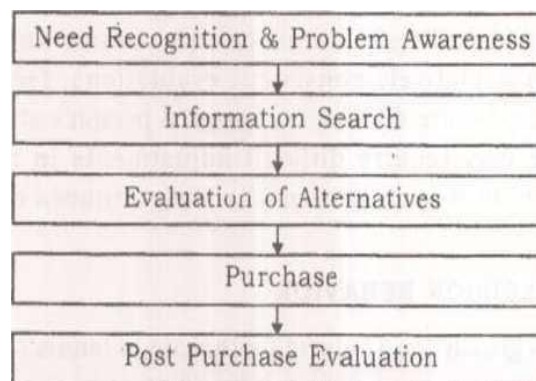 Need Recognition & Problem Awareness
Information Search
Evaluation of Alternatives
Purchase
Post Purchase Evaluation